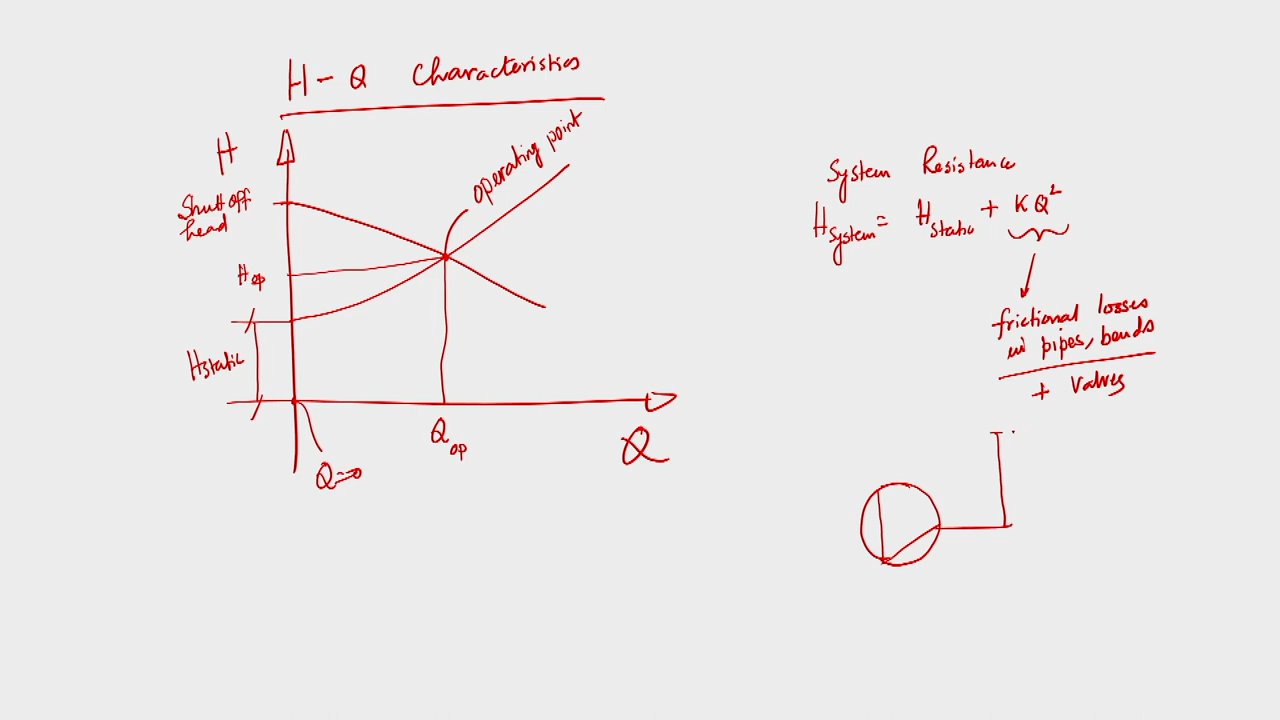 H - Q Characteristics
H
Shut off
head
Hop
Hstatic
operating point
Qop
Q
Q=0
System Resistance
HSystem = HStatic + KQ²
frictional losses
in pipes, bends
+ Valves